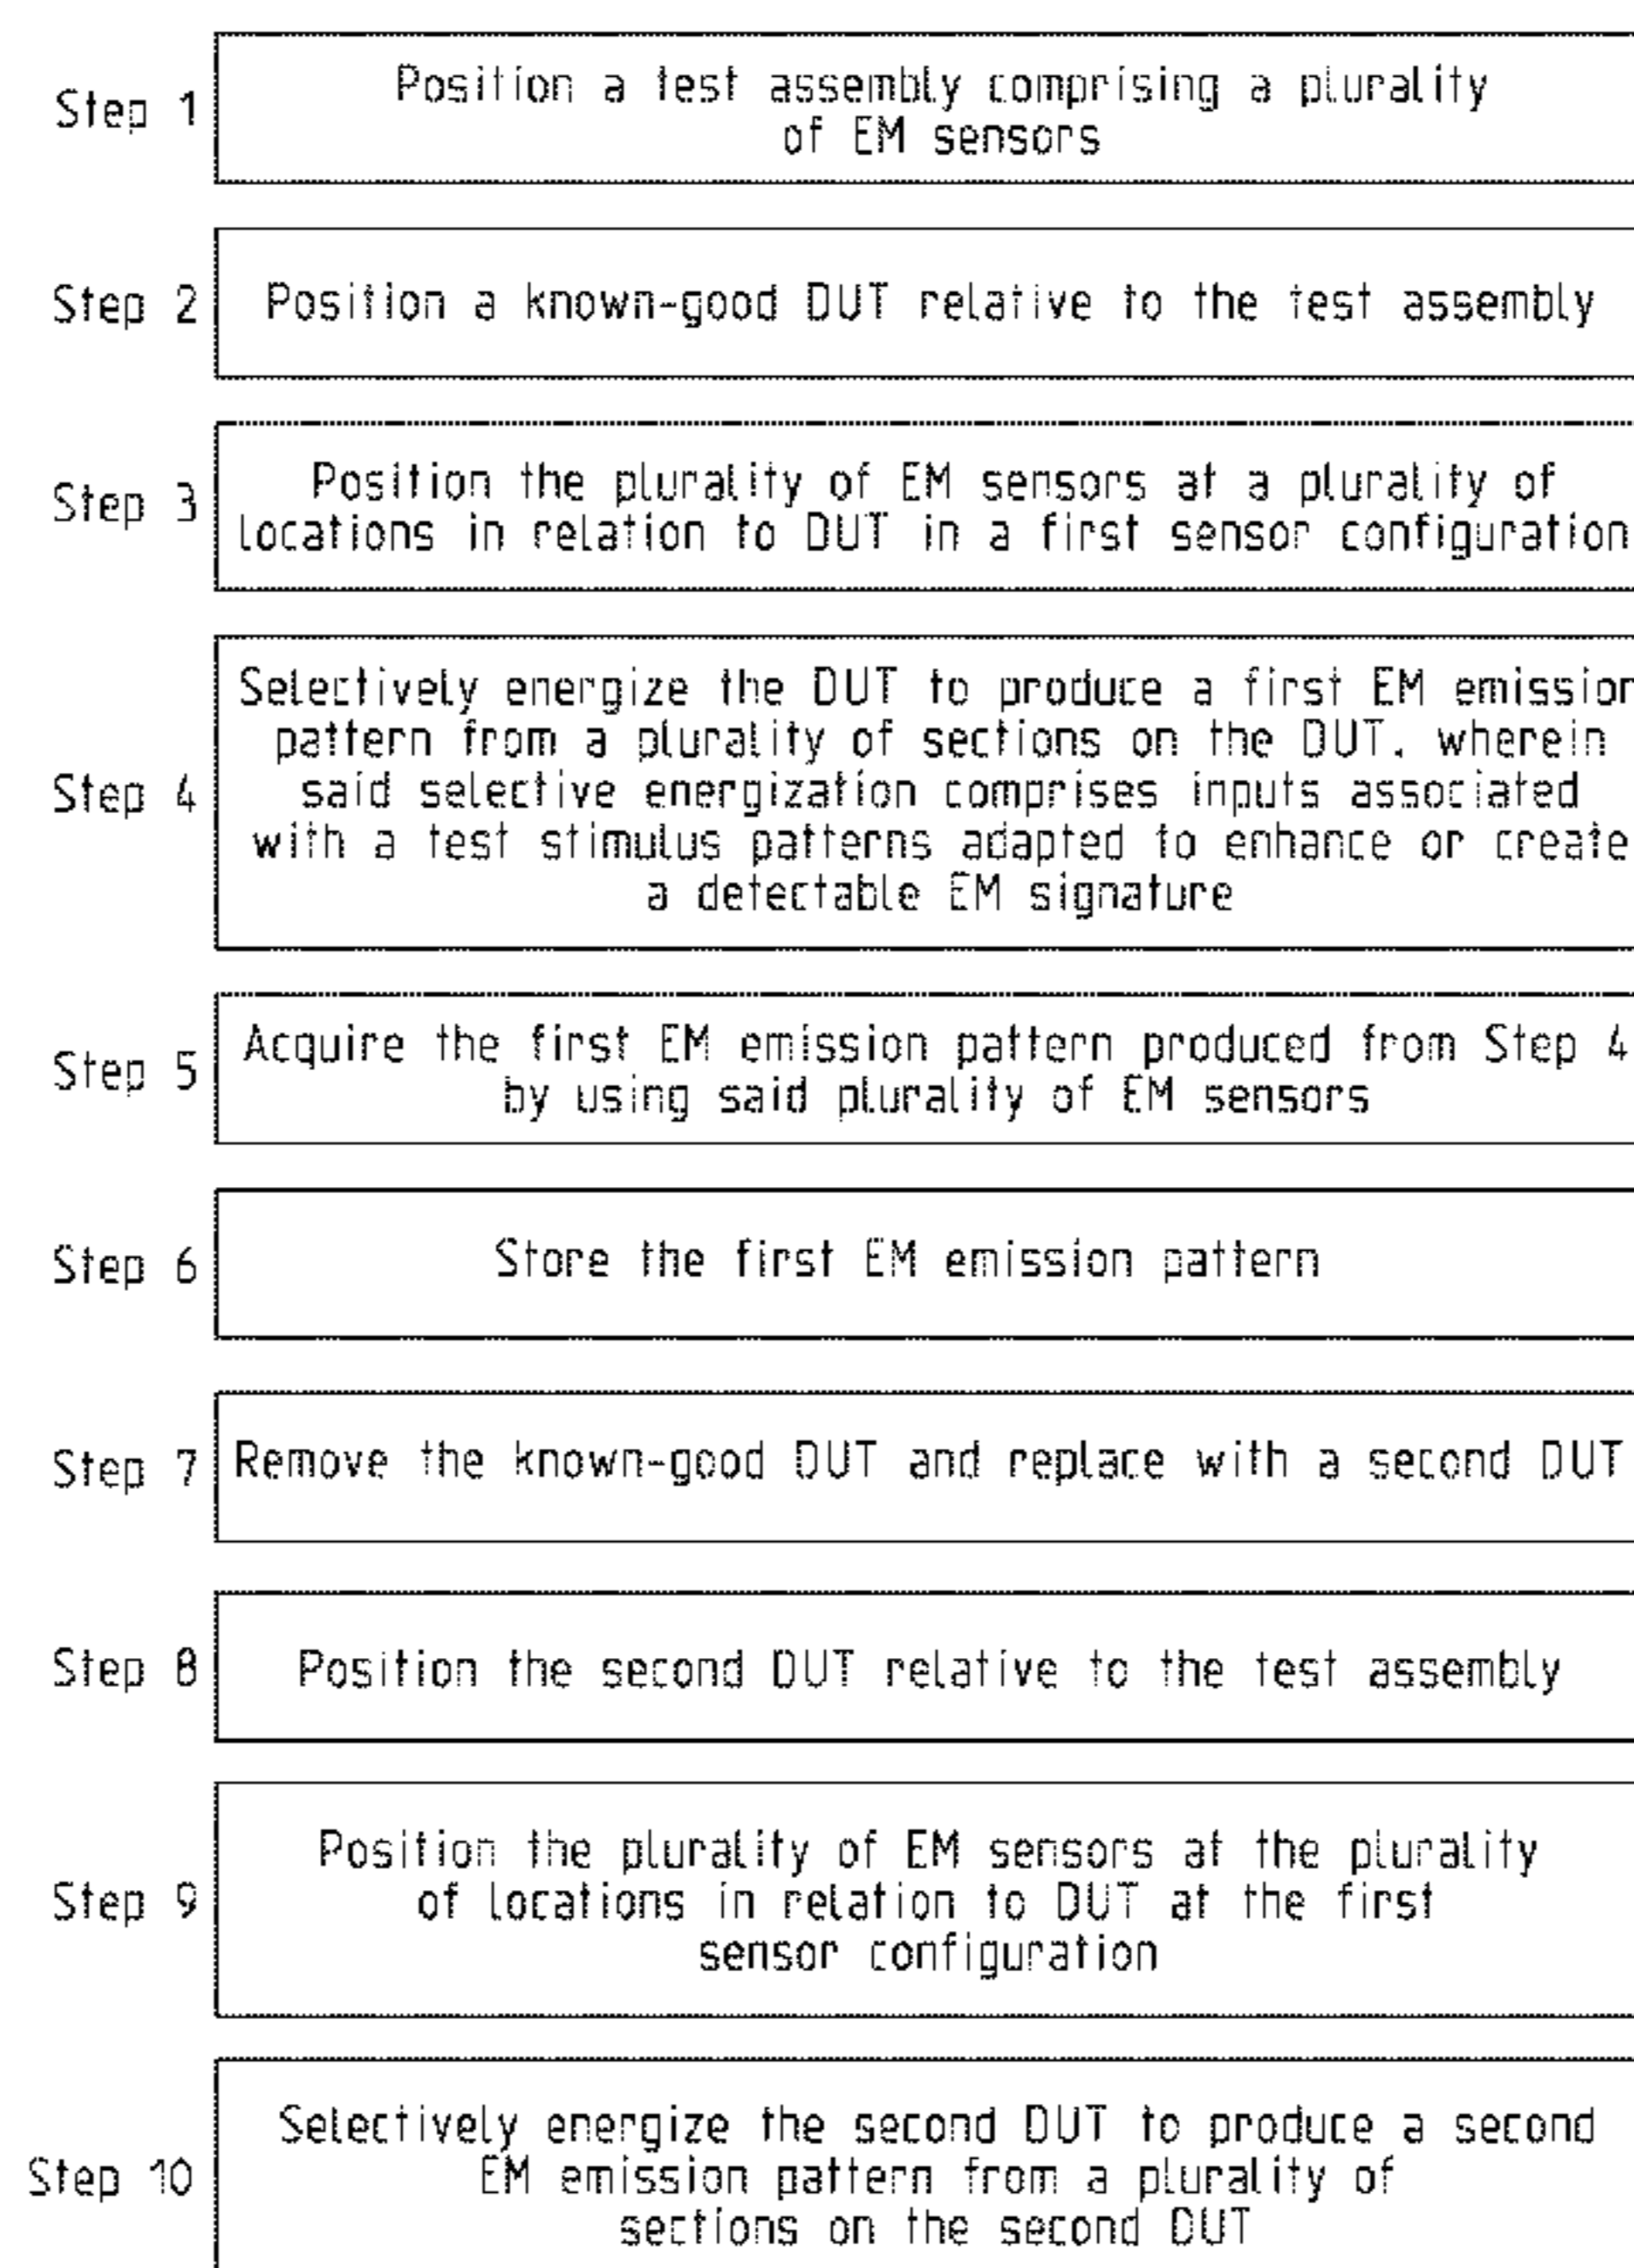 Step 1
Position a test assembly comprising a plurality
of EM sensors
Step 2
Position a known-good DUT relative to the test assembly
Step 3
Position the plurality of EM sensors at a plurality of
locations in relation to DUT in a first sensor configuration
Step 4
Selectively energize the DUT to produce a first EM emission
pattern from a plurality of sections on the DUT, wherein
said selective energization comprises inputs associated
with a test stimulus patterns adapted to enhance or create
a detectable EM signature
Step 5
Acquire the first EM emission pattern produced from Step 4
by using said plurality of EM sensors
Step 6
Store the first EM emission pattern
Step 7
Remove the known-good DUT and replace with a second DUT
Step 8
Position the second DUT relative to the test assembly
Step 9
Position the plurality of EM sensors at the plurality
of locations in relation to DUT at the first
sensor configuration
Step 10
Selectively energize the second DUT to produce a second
EM emission pattern from a plurality of
sections on the second DUT